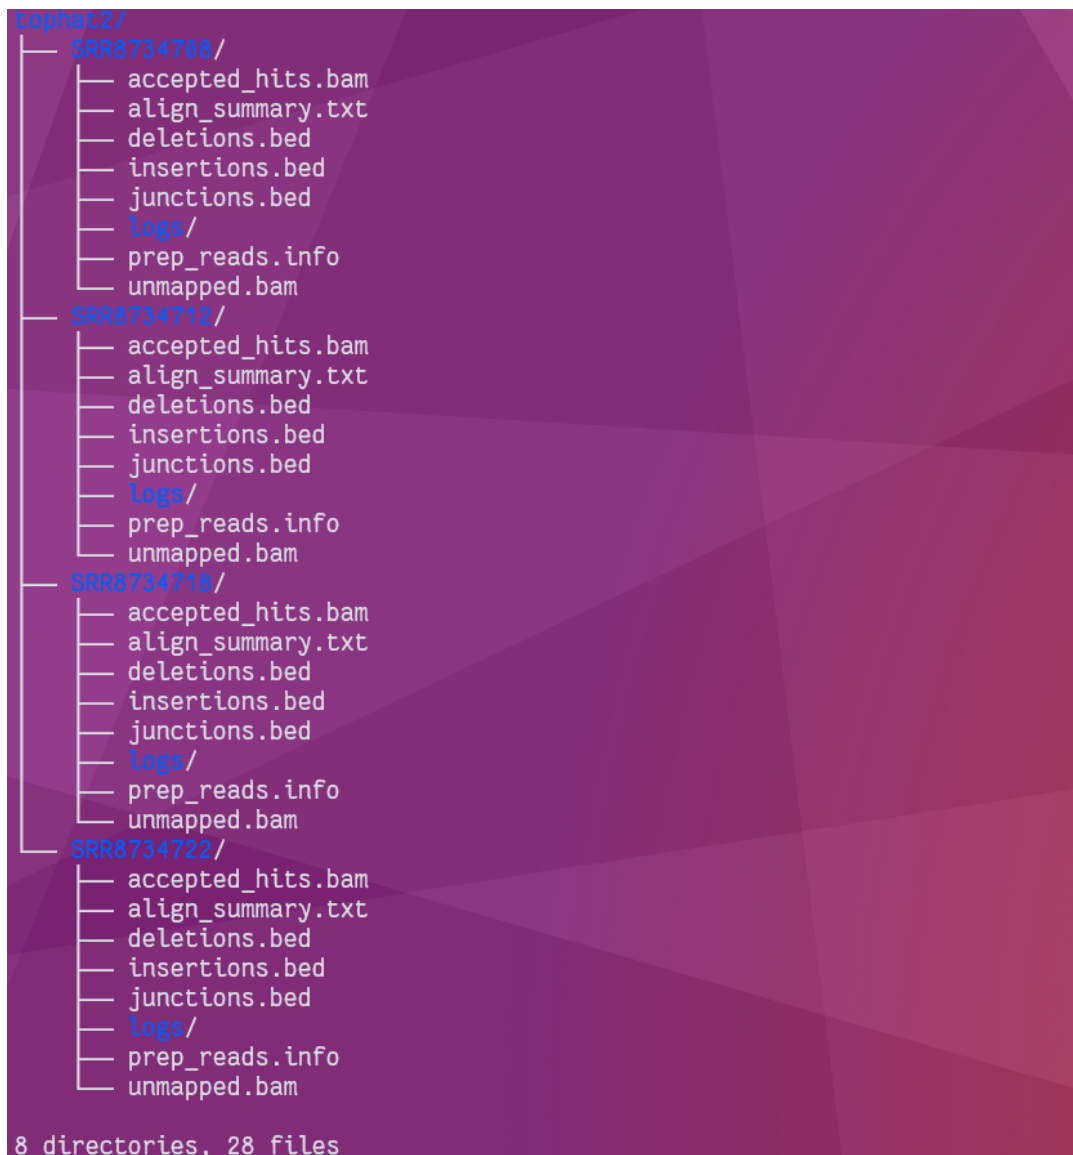 tophat2/
├── SRR8734708/
│   ├── accepted_hits.bam
│   ├── align_summary.txt
│   ├── deletions.bed
│   ├── insertions.bed
│   ├── junctions.bed
│   ├── logs/
│   ├── prep_reads.info
│   └── unmapped.bam
├── SRR8734712/
│   ├── accepted_hits.bam
│   ├── align_summary.txt
│   ├── deletions.bed
│   ├── insertions.bed
│   ├── junctions.bed
│   ├── logs/
│   ├── prep_reads.info
│   └── unmapped.bam
├── SRR8734718/
│   ├── accepted_hits.bam
│   ├── align_summary.txt
│   ├── deletions.bed
│   ├── insertions.bed
│   ├── junctions.bed
│   ├── logs/
│   ├── prep_reads.info
│   └── unmapped.bam
└── SRR8734722/
    ├── accepted_hits.bam
    ├── align_summary.txt
    ├── deletions.bed
    ├── insertions.bed
    ├── junctions.bed
    ├── logs/
    ├── prep_reads.info
    └── unmapped.bam
8 directories, 28 files